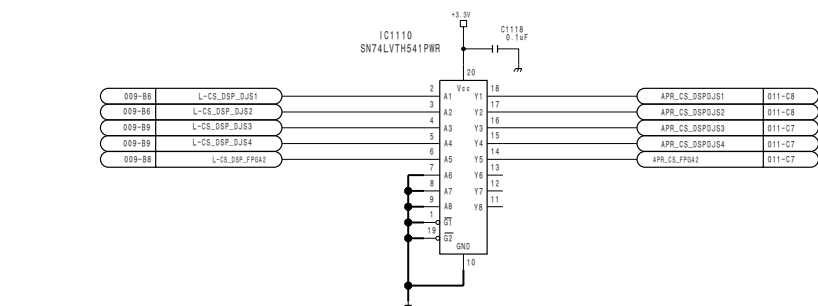 +3.3V
IC1110
SN74LVTH541PWR
C1118
0.1uF
20
Vcc
009-B6 L-CS_DSP_DJS1 2 A1 Y1 18 APR_CS_DSPDJS1 011-C8
009-B6 L-CS_DSP_DJS2 3 A2 Y2 17 APR_CS_DSPDJS2 011-C8
009-B9 L-CS_DSP_DJS3 4 A3 Y3 16 APR_CS_DSPDJS3 011-C7
009-B9 L-CS_DSP_DJS4 5 A4 Y4 15 APR_CS_DSPDJS4 011-C7
009-B8 L-CS_DSP_FPGA2 6 A5 Y5 14 APR_CS_FPGA2 011-C7
7 A6 Y6 13
8 A7 Y7 12
9 A8 Y8 11
1 G1
19 G2
GND
10